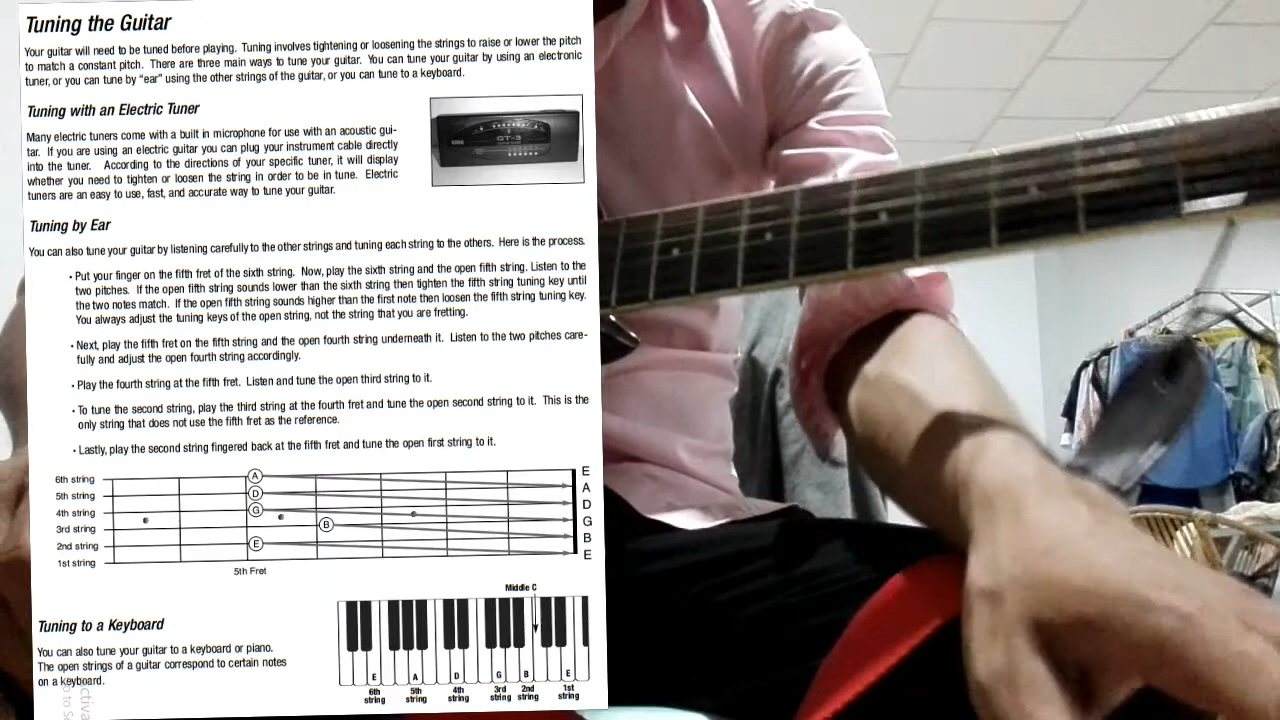 Tuning the Guitar
Your guitar will need to be tuned before playing. Tuning involves tightening or loosening the strings to raise or lower the pitch
to match a constant pitch. There are three main ways to tune your guitar. You can tune your guitar by using an electronic
tuner, or you can tune by “ear” using the other strings of the guitar, or you can tune to a keyboard.
Tuning with an Electric Tuner
Many electric tuners come with a built in microphone for use with an acoustic gui-
tar. If you are using an electric guitar you can plug your instrument cable directly
into the tuner. According to the directions of your specific tuner, it will display
whether you need to tighten or loosen the string in order to be in tune. Electric
tuners are an easy to use, fast, and accurate way to tune your guitar.
GT-3
Tuning by Ear
You can also tune your guitar by listening carefully to the other strings and tuning each string to the others. Here is the process.
• Put your finger on the fifth fret of the sixth string. Now, play the sixth string and the open fifth string. Listen to the
two pitches. If the open fifth string sounds lower than the sixth string then tighten the fifth string tuning key until
the two notes match. If the open fifth string sounds higher than the first note then loosen the fifth string tuning key.
You always adjust the tuning keys of the open string, not the string that you are fretting.
• Next, play the fifth fret on the fifth string and the open fourth string underneath it. Listen to the two pitches care-
fully and adjust the open fourth string accordingly.
• Play the fourth string at the fifth fret. Listen and tune the open third string to it.
• To tune the second string, play the third string at the fourth fret and tune the open second string to it. This is the
only string that does not use the fifth fret as the reference.
• Lastly, play the second string fingered back at the fifth fret and tune the open first string to it.
6th string A E
5th string D A
4th string G D
3rd string B G
2nd string E B
1st string E
5th Fret
Middle C
Tuning to a Keyboard
You can also tune your guitar to a keyboard or piano.
The open strings of a guitar correspond to certain notes
on a keyboard.
E A D G B E
6th string 5th string 4th string 3rd string 2nd string 1st string